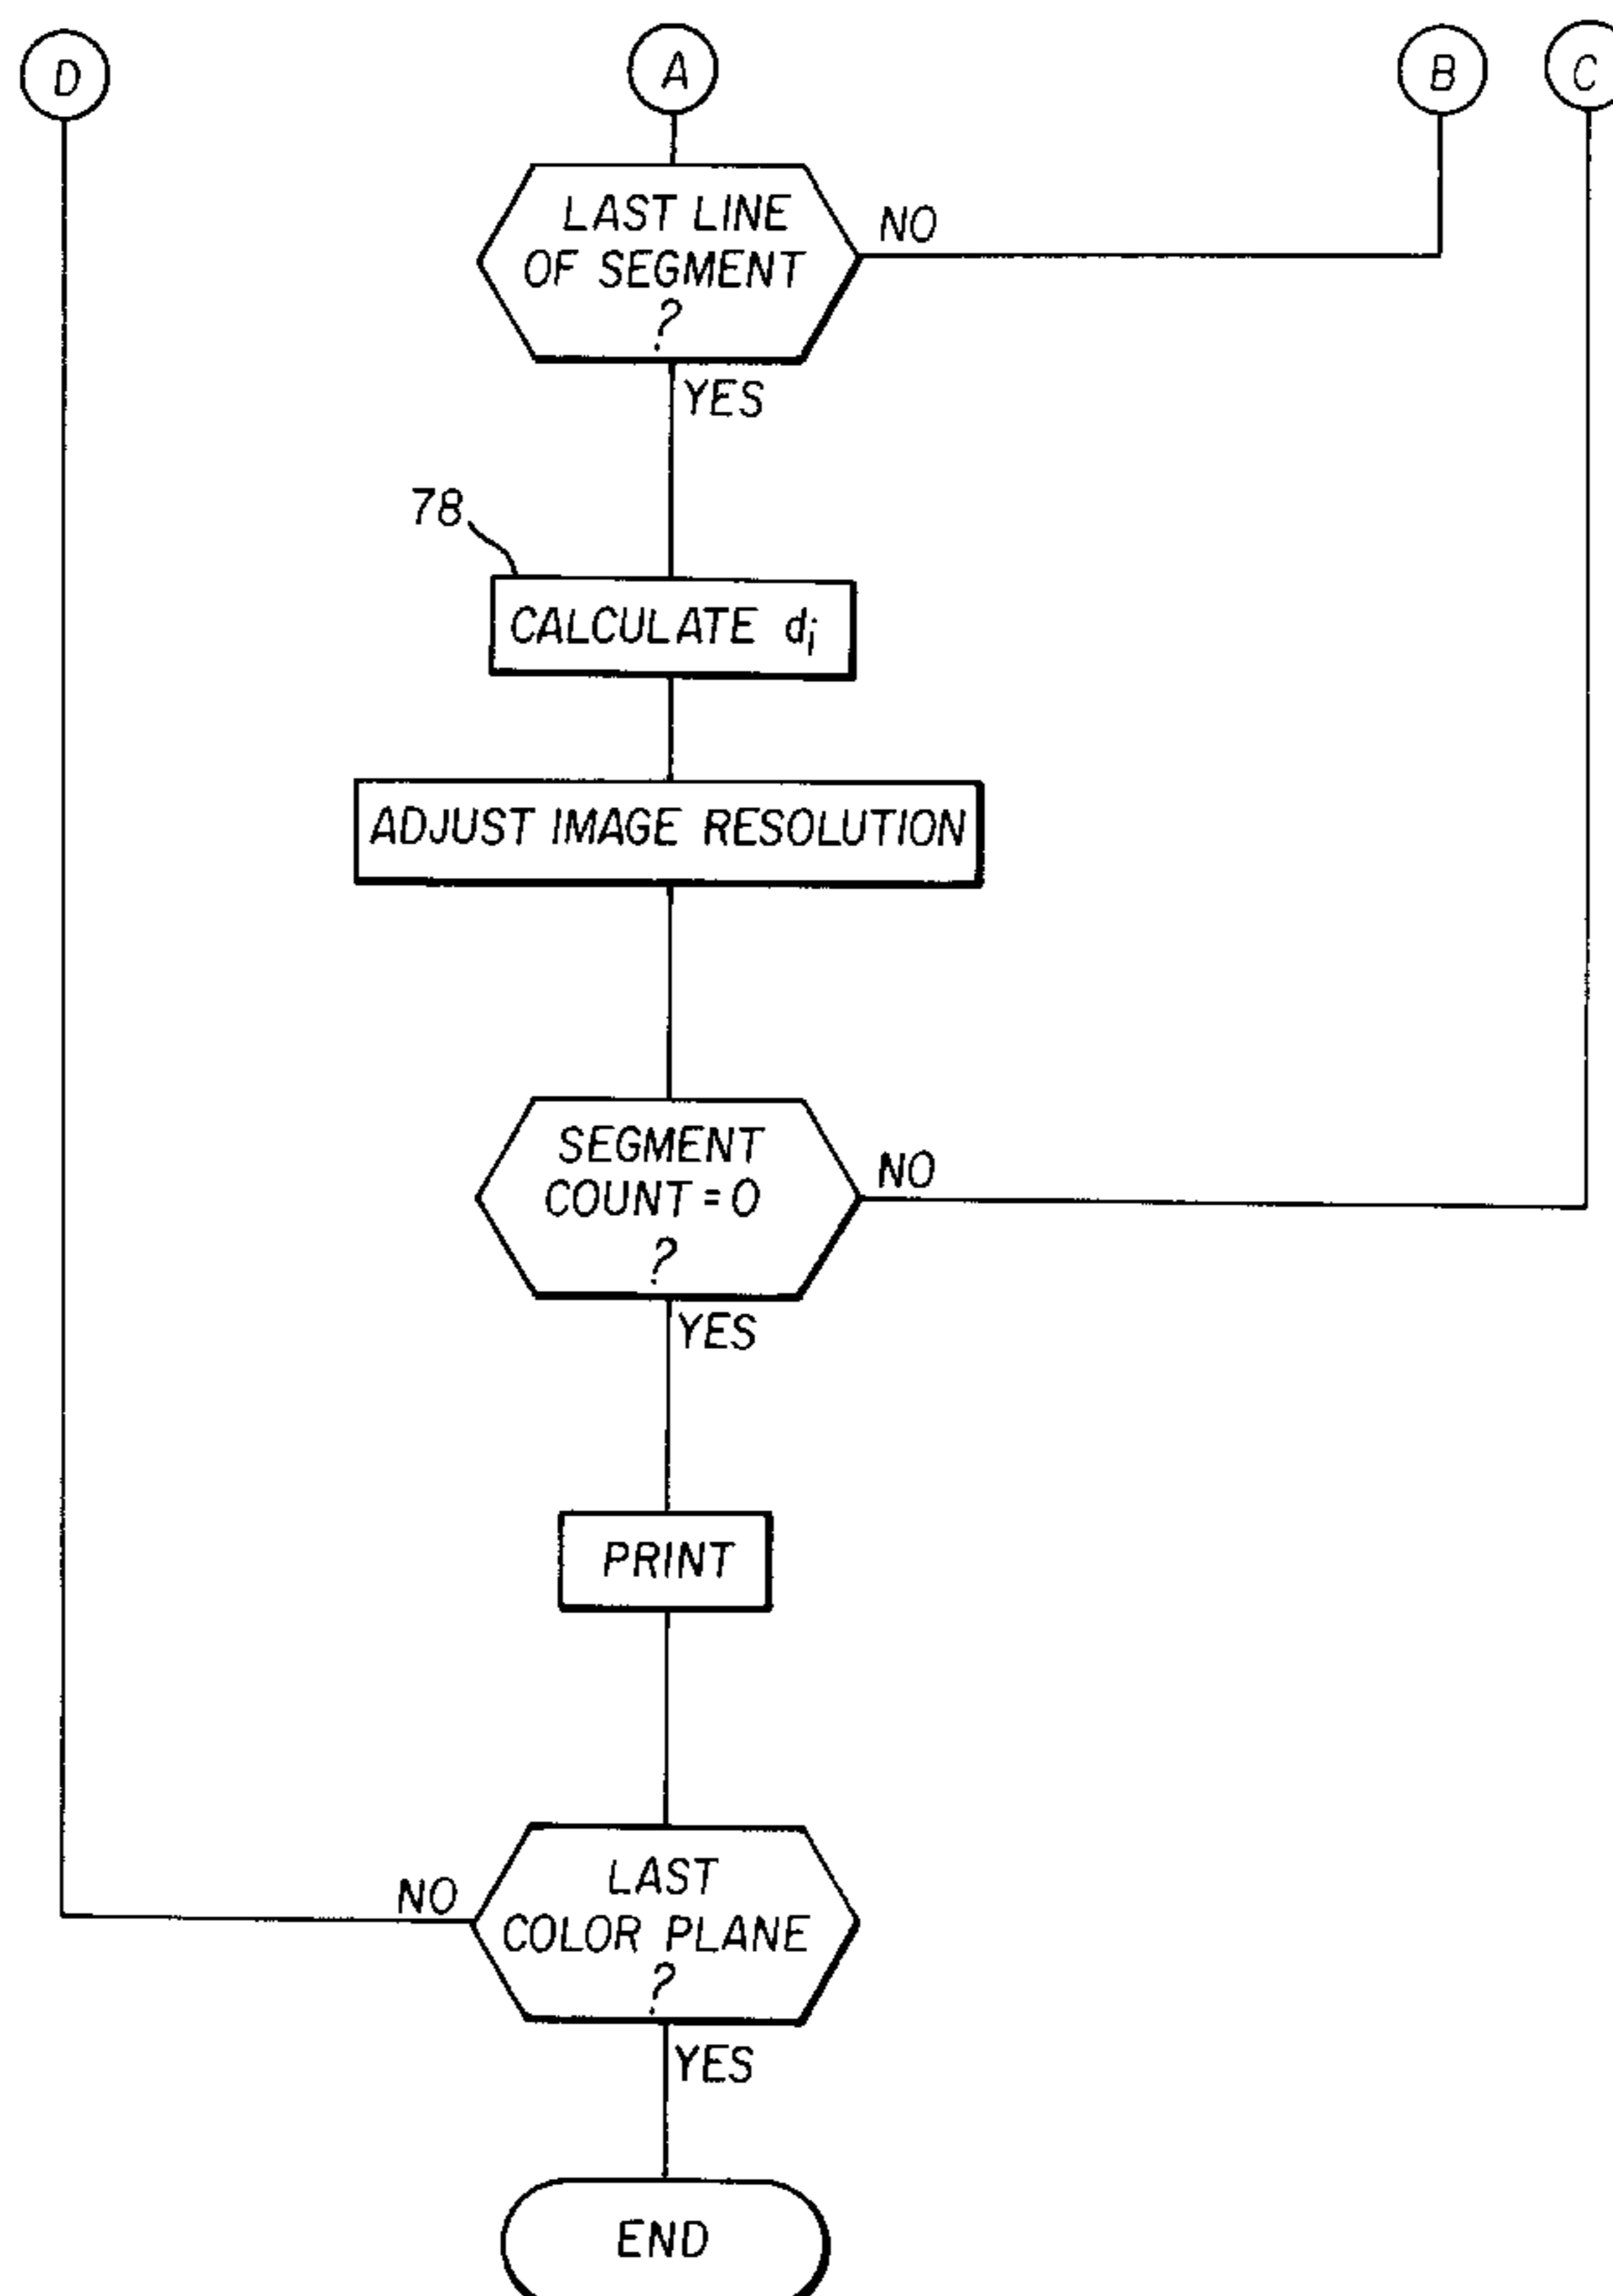 D
A
B
C
LAST LINE
OF SEGMENT
?
NO
YES
78
CALCULATE di
ADJUST IMAGE RESOLUTION
SEGMENT
COUNT = 0
?
NO
YES
PRINT
LAST
COLOR PLANE
?
NO
YES
END